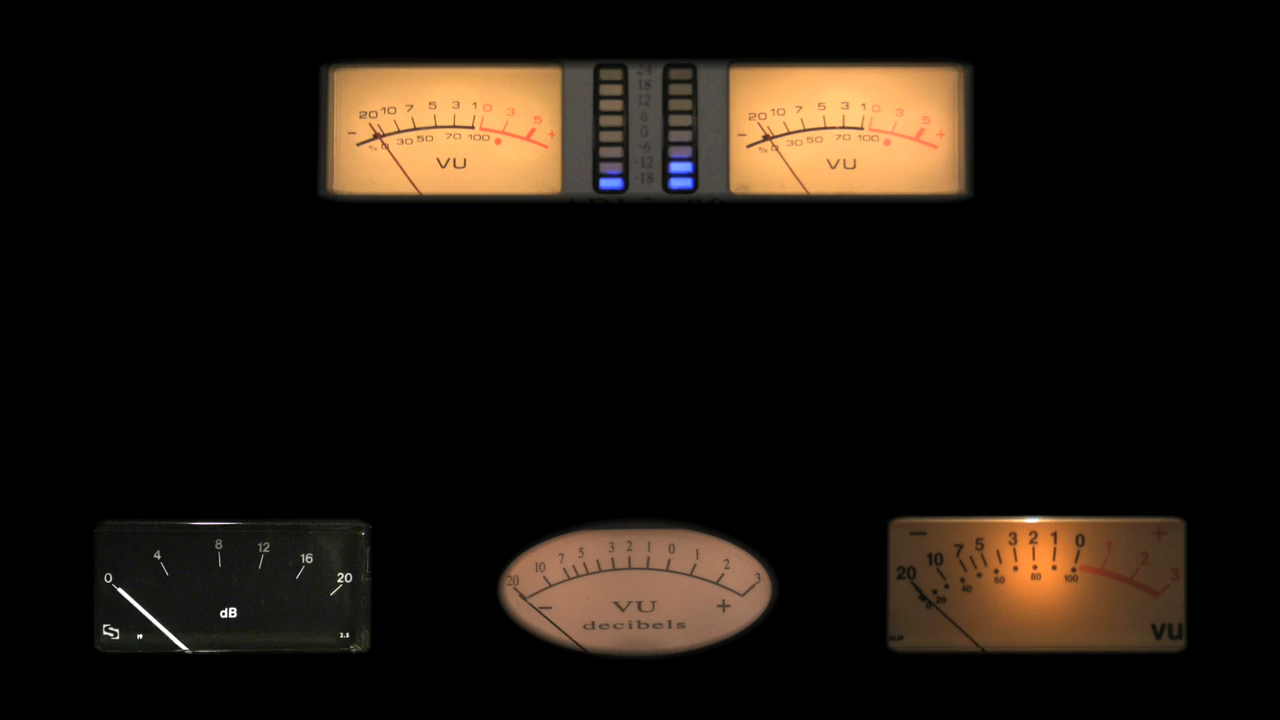 20 10 7 5 3 1 0 3 5
- +
% 0 30 50 70 100
VU
24
18
12
6
0
-6
-12
-18
20 10 7 5 3 1 0 3 5
- +
% 0 30 50 70 100
VU
0 4 8 12 16 20
dB
20 10 7 5 3 2 1 0 1 2 3
- +
VU
decibels
- +
20 10 7 5 3 2 1 0 1 2 3
0 20 40 60 80 100
VU